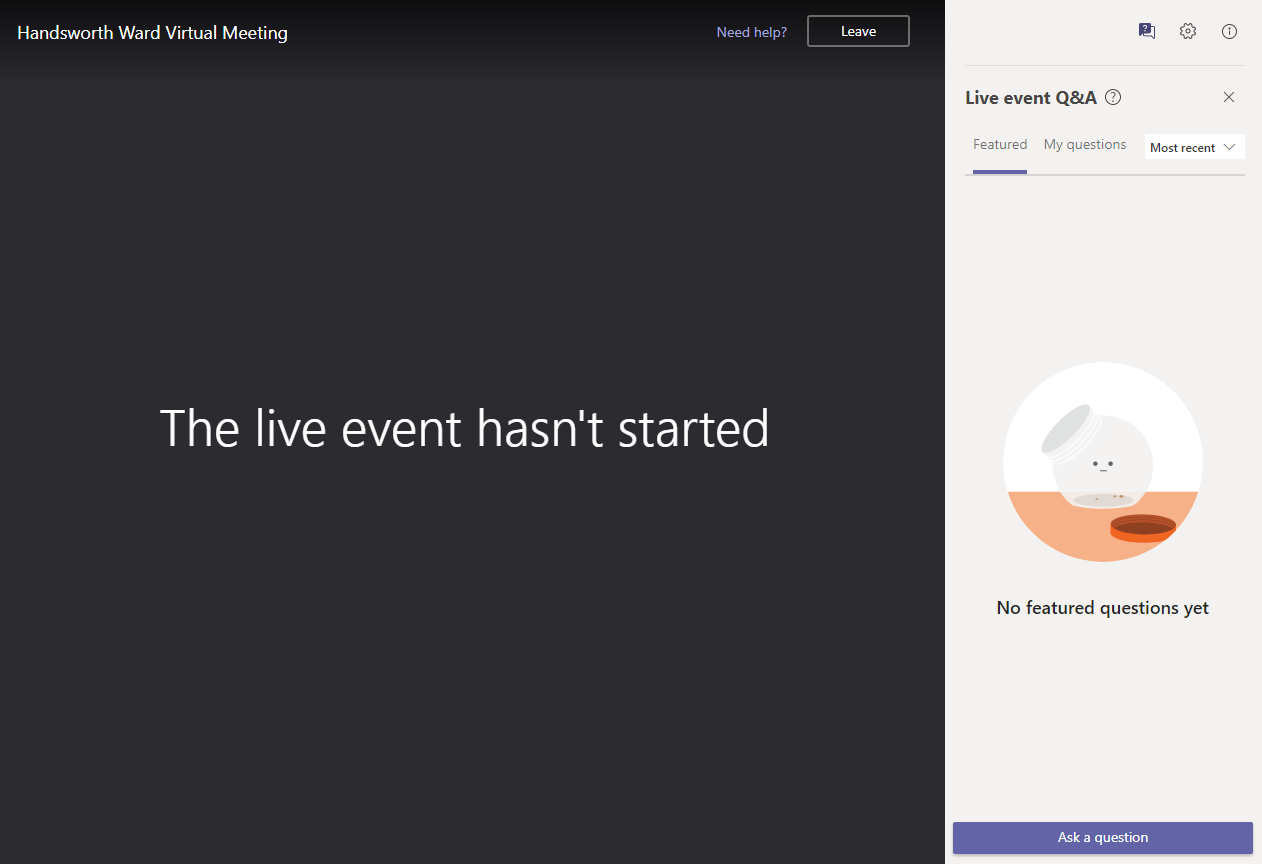 Handsworth Ward Virtual Meeting
Need help?
Leave
Live event Q&A
Featured
My questions
Most recent
The live event hasn't started
No featured questions yet
Ask a question